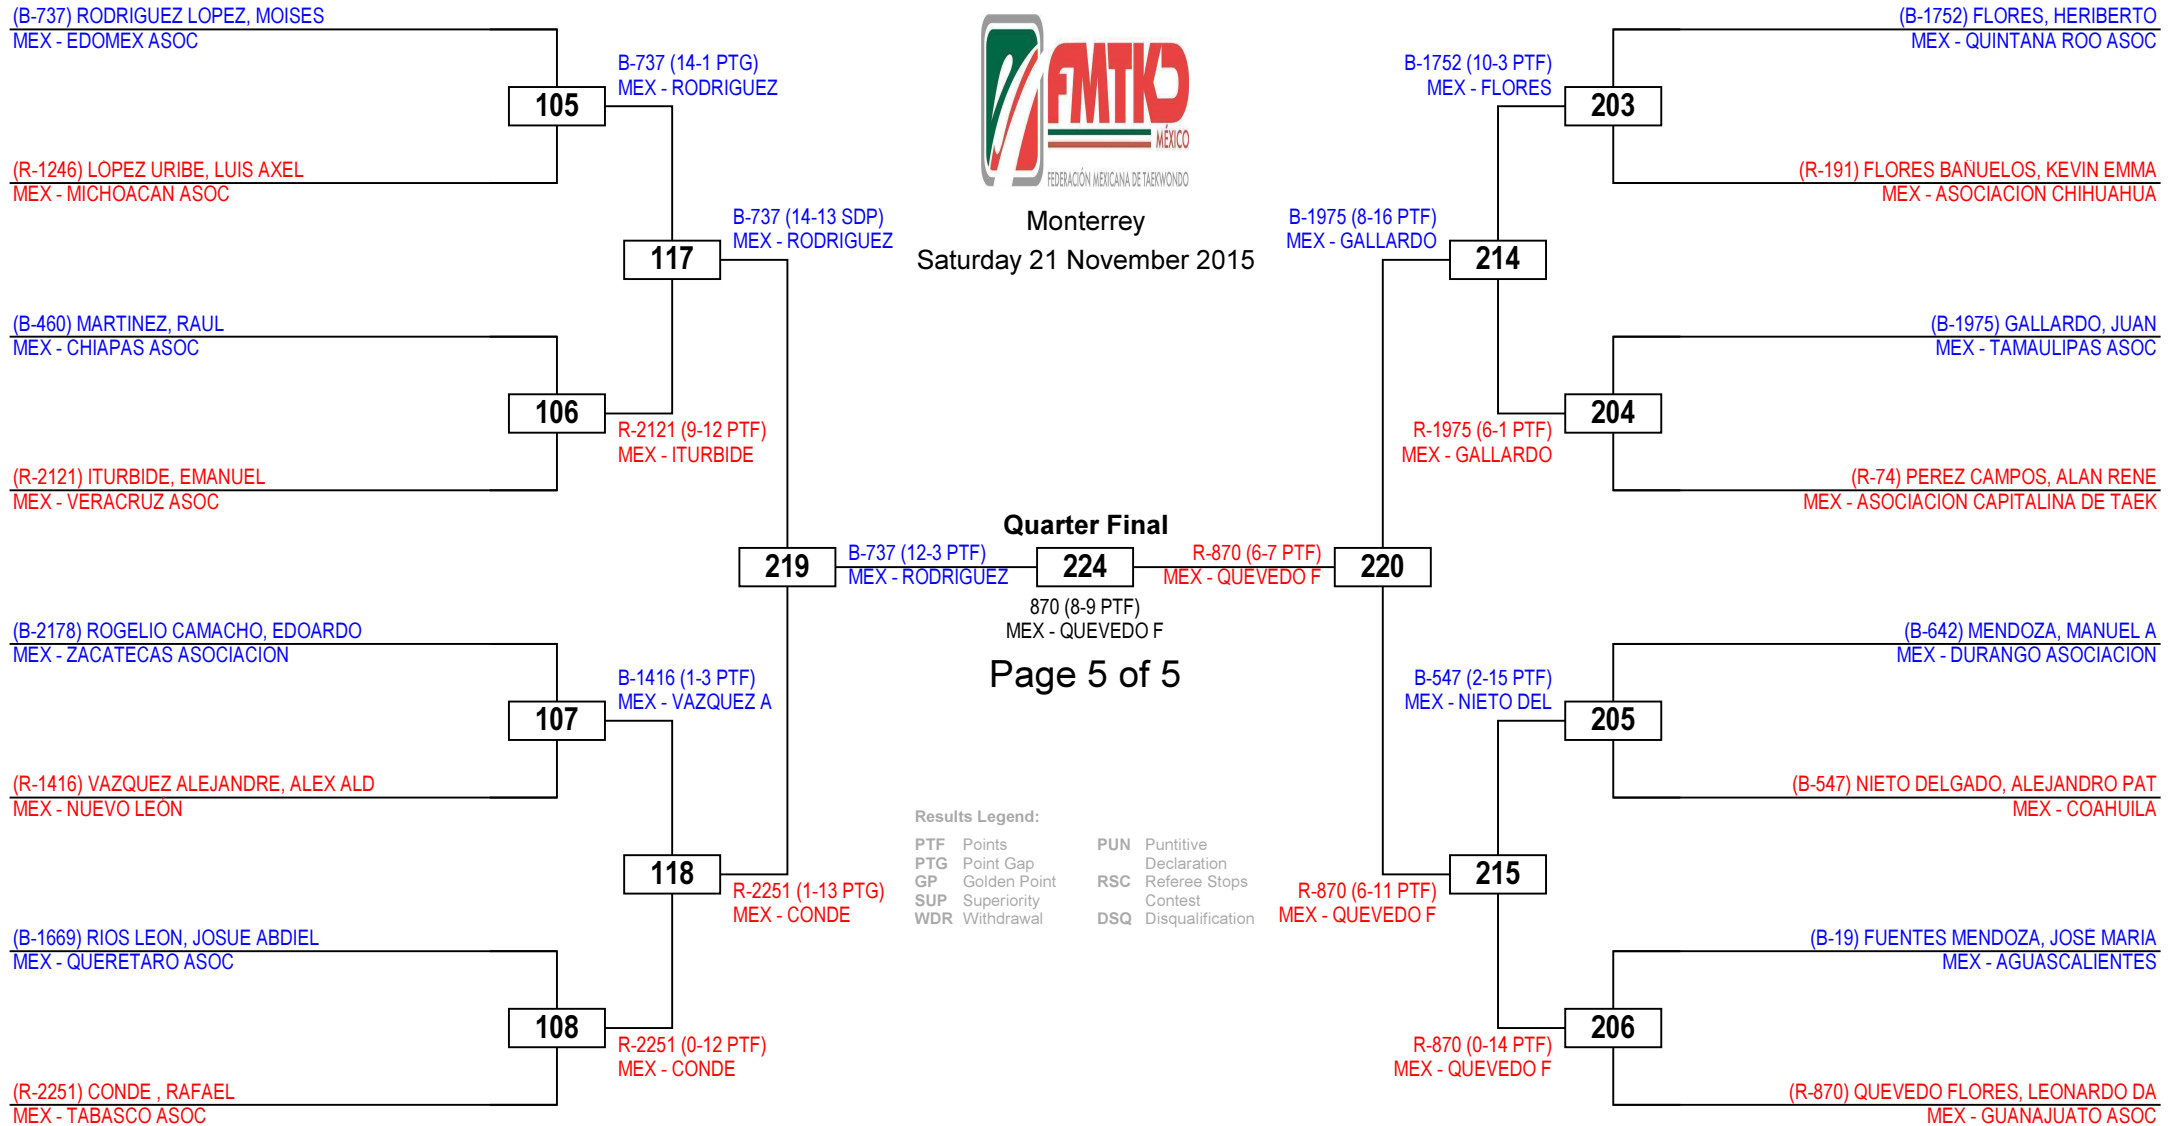 (B-737) RODRIGUEZ LOPEZ, MOISES
MEX - EDOMEX ASOC
105
(R-1246) LOPEZ URIBE, LUIS AXEL
MEX - MICHOACAN ASOC
B-737 (14-1 PTG)
MEX - RODRIGUEZ
117
(B-460) MARTINEZ, RAUL
MEX - CHIAPAS ASOC
106
(R-2121) ITURBIDE, EMANUEL
MEX - VERACRUZ ASOC
R-2121 (9-12 PTF)
MEX - ITURBIDE
B-737 (14-13 SDP)
MEX - RODRIGUEZ
219
(B-2178) ROGELIO CAMACHO, EDOARDO
MEX - ZACATECAS ASOCIACION
107
(R-1416) VAZQUEZ ALEJANDRE, ALEX ALD
MEX - NUEVO LEÓN
B-1416 (1-3 PTF)
MEX - VAZQUEZ A
118
(B-1669) RIOS LEON, JOSUE ABDIEL
MEX - QUERETARO ASOC
108
(R-2251) CONDE , RAFAEL
MEX - TABASCO ASOC
R-2251 (0-12 PTF)
MEX - CONDE
R-2251 (1-13 PTG)
MEX - CONDE
B-737 (12-3 PTF)
MEX - RODRIGUEZ
FMTKD
MÉXICO
FEDERACIÓN MEXICANA DE TAEKWONDO
Monterrey
Saturday 21 November 2015
Quarter Final
224
870 (8-9 PTF)
MEX - QUEVEDO F
Page 5 of 5
Results Legend:
PTF Points
PTG Point Gap
GP Golden Point
SUP Superiority
WDR Withdrawal
PUN Puntitive
Declaration
RSC Referee Stops
Contest
DSQ Disqualification
R-870 (6-7 PTF)
MEX - QUEVEDO F
220
B-1975 (8-16 PTF)
MEX - GALLARDO
214
B-1752 (10-3 PTF)
MEX - FLORES
203
(B-1752) FLORES, HERIBERTO
MEX - QUINTANA ROO ASOC
(R-191) FLORES BAÑUELOS, KEVIN EMMA
MEX - ASOCIACION CHIHUAHUA
R-1975 (6-1 PTF)
MEX - GALLARDO
204
(B-1975) GALLARDO, JUAN
MEX - TAMAULIPAS ASOC
(R-74) PEREZ CAMPOS, ALAN RENE
MEX - ASOCIACION CAPITALINA DE TAEK
R-870 (6-11 PTF)
MEX - QUEVEDO F
215
B-547 (2-15 PTF)
MEX - NIETO DEL
205
(B-642) MENDOZA, MANUEL A
MEX - DURANGO ASOCIACION
(B-547) NIETO DELGADO, ALEJANDRO PAT
MEX - COAHUILA
R-870 (0-14 PTF)
MEX - QUEVEDO F
206
(B-19) FUENTES MENDOZA, JOSÉ MARIA
MEX - AGUASCALIENTES
(R-870) QUEVEDO FLORES, LEONARDO DA
MEX - GUANAJUATO ASOC